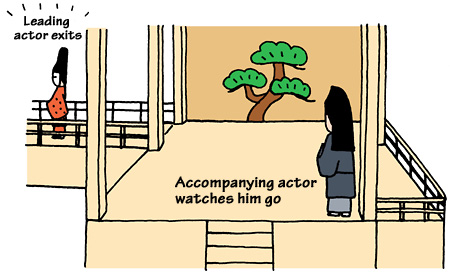 Leading
actor exits
Accompanying actor
watches him go